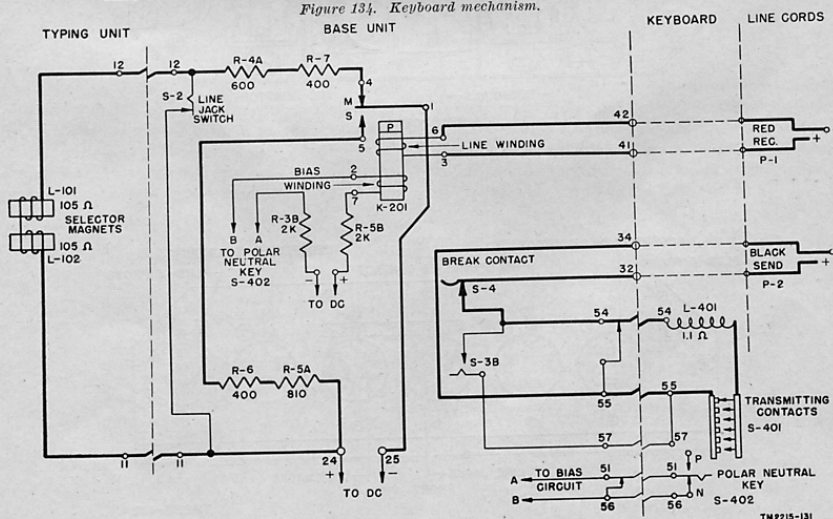 Figure 134. Keyboard mechanism.
TYPING UNIT
BASE UNIT
KEYBOARD
LINE CORDS
12
12
R-4A
600
R-7
400
4
S-2
LINE
JACK
SWITCH
M
S
1
5
P
6
3
42
41
RED
REC.
+
P-1
LINE WINDING
BIAS
WINDING
2
7
K-201
L-101
105 Ω
SELECTOR
MAGNETS
105 Ω
L-102
B
A
TO POLAR
NEUTRAL
KEY
S-402
R-3B
2K
R-5B
2K
-
+
TO DC
34
32
BREAK CONTACT
S-4
BLACK
SEND
+
P-2
54
54
L-401
1.1 Ω
S-3B
R-6
400
R-5A
810
55
55
TRANSMITTING
CONTACTS
S-401
57
57
P
11
11
24
25
+
-
TO DC
A
TO BIAS
CIRCUIT
B
51
51
56
56
N
POLAR NEUTRAL
KEY
S-402
TM2215-131